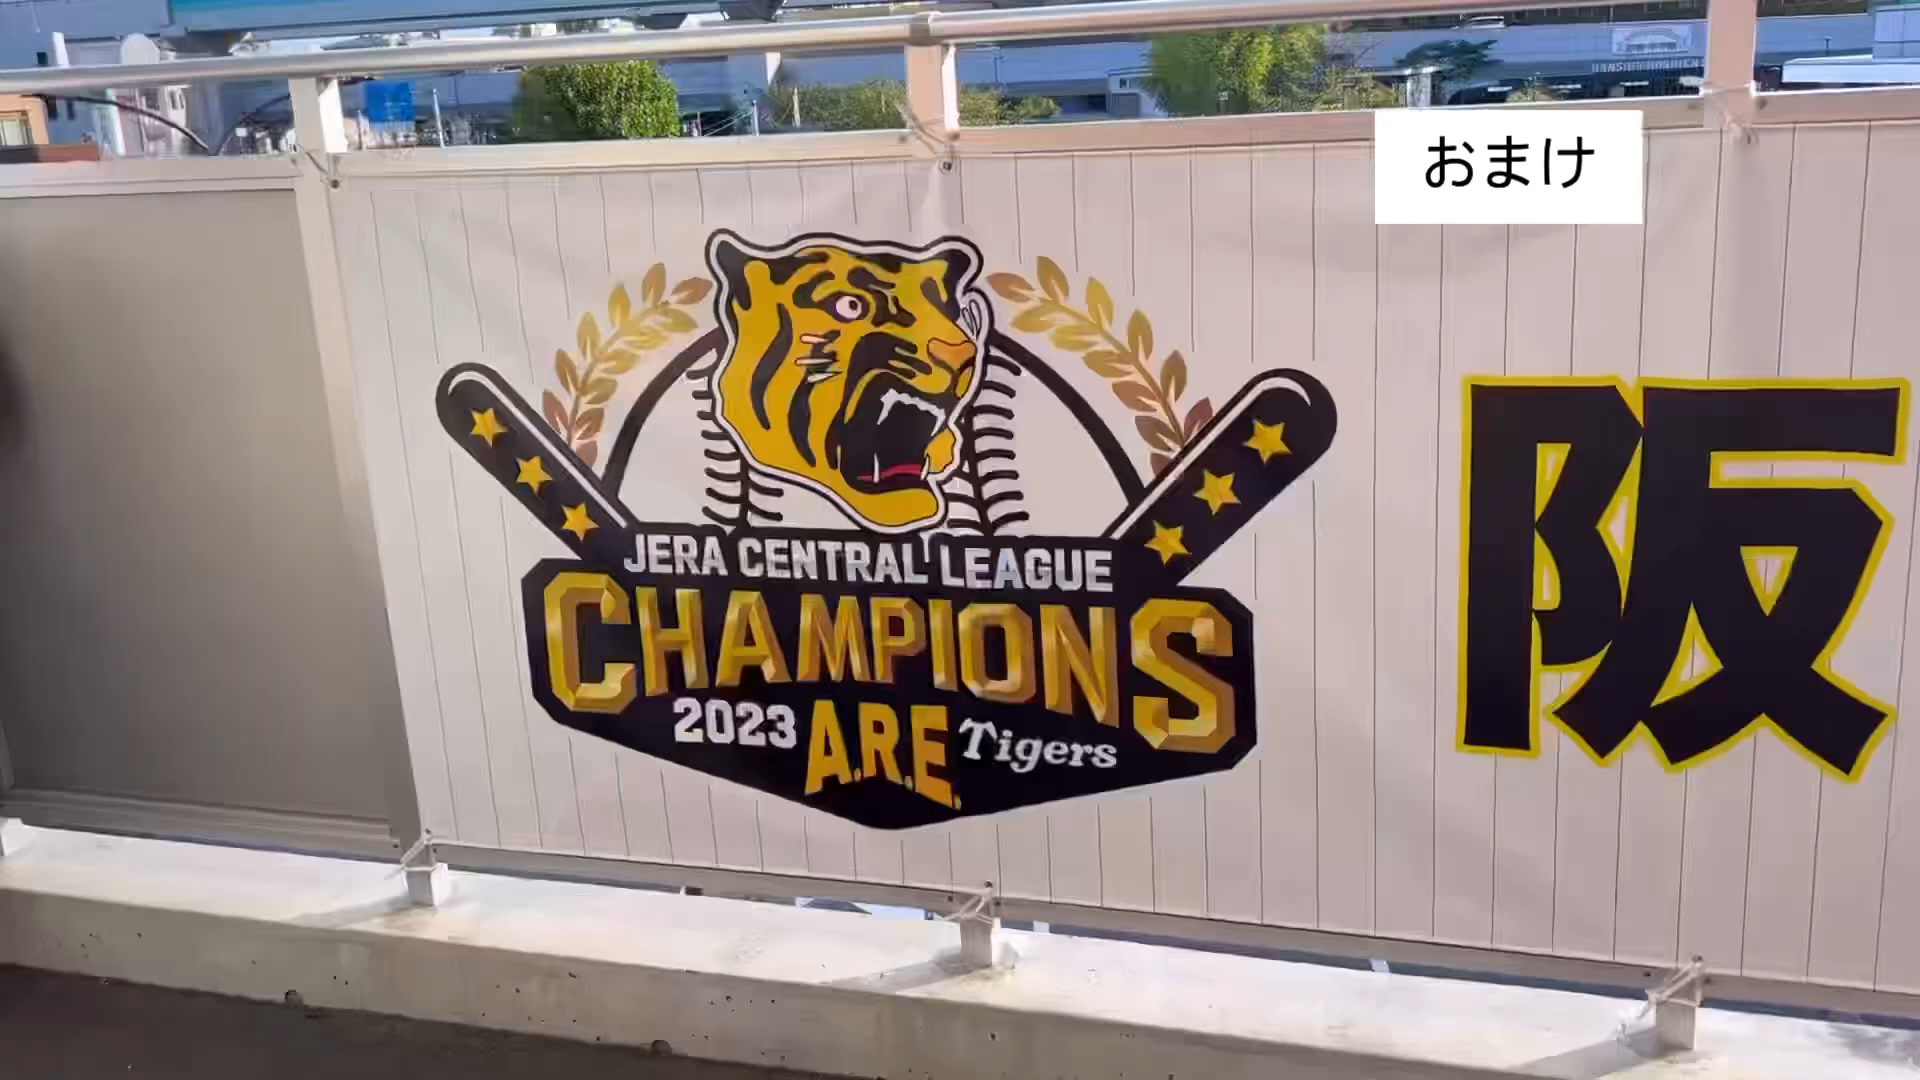 おまけ
JERA CENTRAL LEAGUE
CHAMPIONS
2023 A.R.E. Tigers
阪